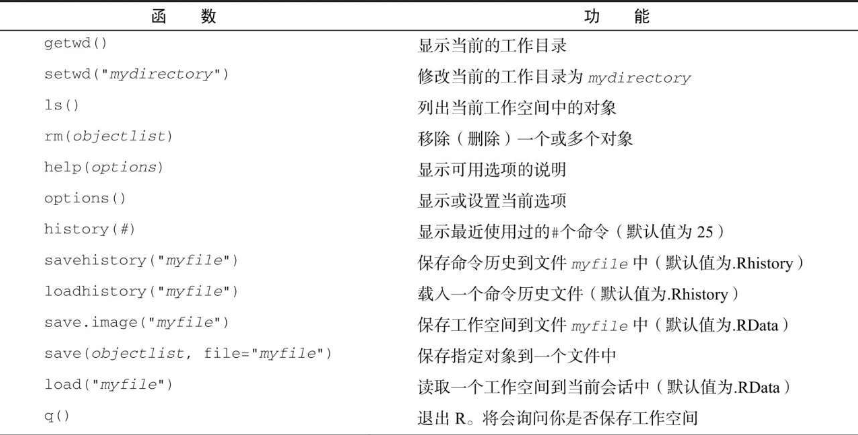 函 数 功 能
getwd() 显示当前的工作目录
setwd("mydirectory") 修改当前的工作目录为 mydirectory
ls() 列出当前工作空间中的对象
rm(objectlist) 移除（删除）一个或多个对象
help(options) 显示可用选项的说明
options() 显示或设置当前选项
history(#) 显示最近使用过的#个命令（默认值为 25）
savehistory("myfile") 保存命令历史到文件 myfile 中（默认值为.Rhistory）
loadhistory("myfile") 载入一个命令历史文件（默认值为.Rhistory）
save.image("myfile") 保存工作空间到文件 myfile 中（默认值为.RData）
save(objectlist, file="myfile") 保存指定对象到一个文件中
load("myfile") 读取一个工作空间到当前会话中（默认值为.RData）
q() 退出 R。将会询问你是否保存工作空间